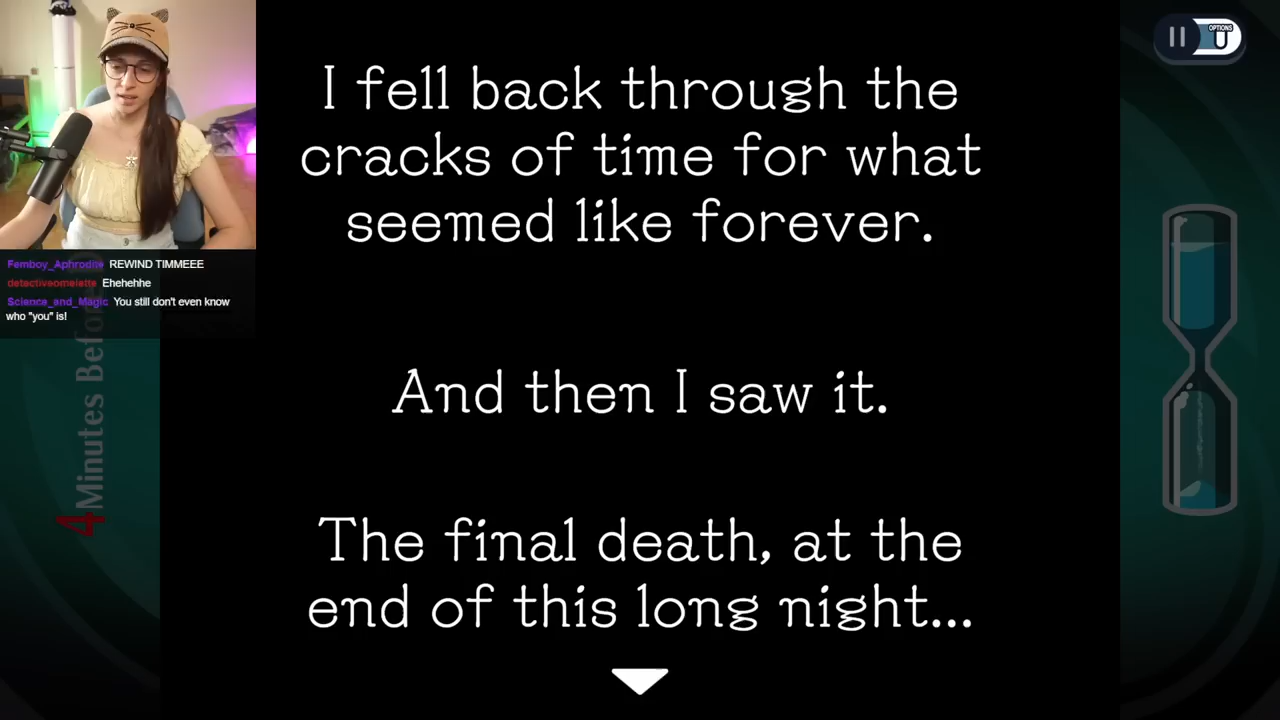 OPTIONS
I fell back through the
cracks of time for what
seemed like forever.
And then I saw it.
The final death, at the
end of this long night...
Femboy_Aphrodite REWIND TIMMEEE
detectiveomelette Ehehehhe
Science_and_Magic You still don't even know
who "you" is!
4 Minutes Befo